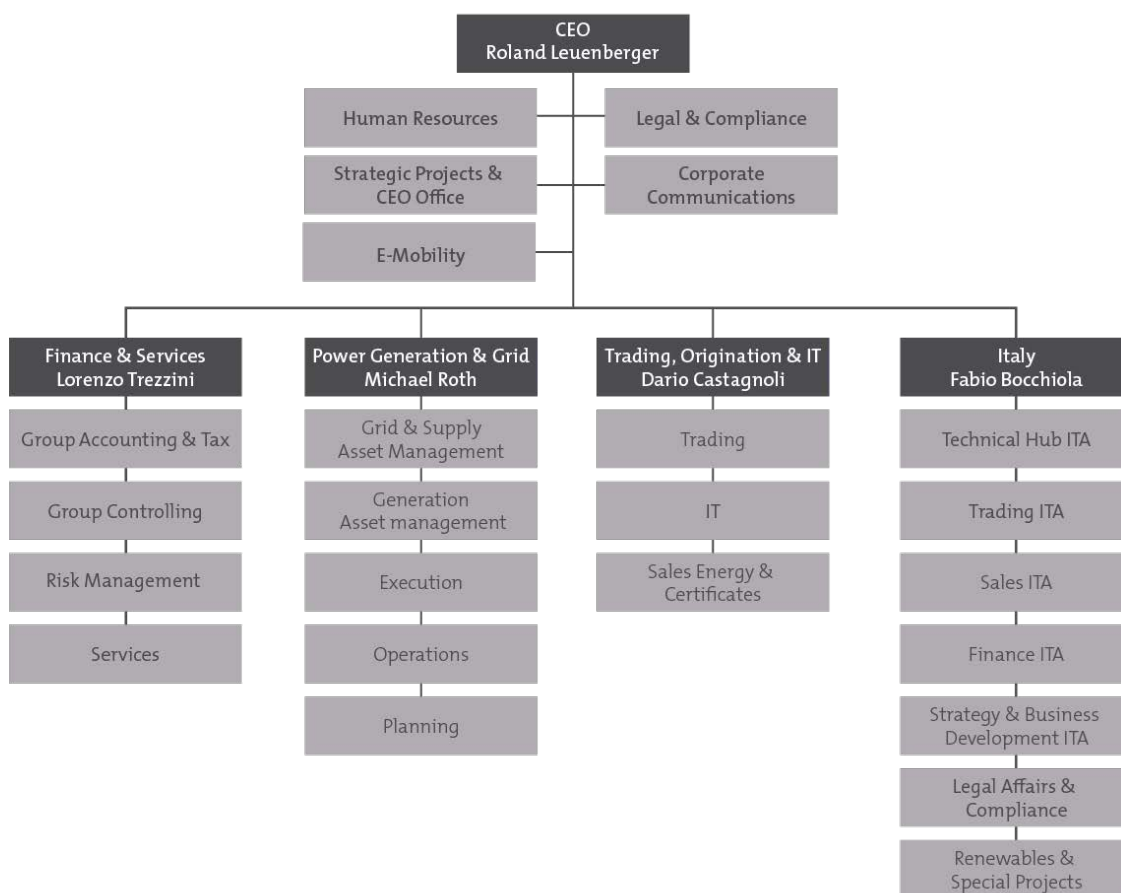 CEO
Roland Leuenberger
Human Resources
Legal & Compliance
Strategic Projects &
CEO Office
Corporate
Communications
E-Mobility
Finance & Services
Lorenzo Trezzini
Group Accounting & Tax
Group Controlling
Risk Management
Services
Power Generation & Grid
Michael Roth
Grid & Supply
Asset Management
Generation
Asset management
Execution
Operations
Planning
Trading, Origination & IT
Dario Castagnoli
Trading
IT
Sales Energy &
Certificates
Italy
Fabio Bocchiola
Technical Hub ITA
Trading ITA
Sales ITA
Finance ITA
Strategy & Business
Development ITA
Legal Affairs &
Compliance
Renewables &
Special Projects